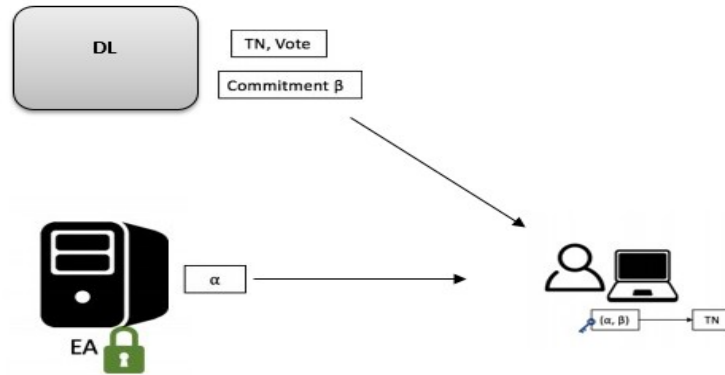 DL
TN, Vote
Commitment β
α
EA
(α, β)
TN